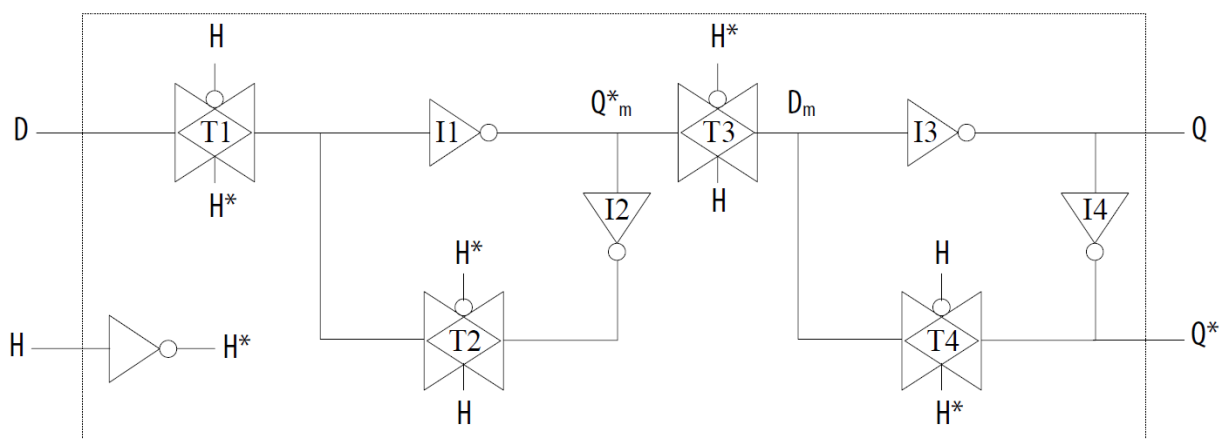 H H*
D T1 I1 Q*m T3 Dm I3 Q
H* H
I2 I4
H* H
H H* T2 T4 Q*
H H*